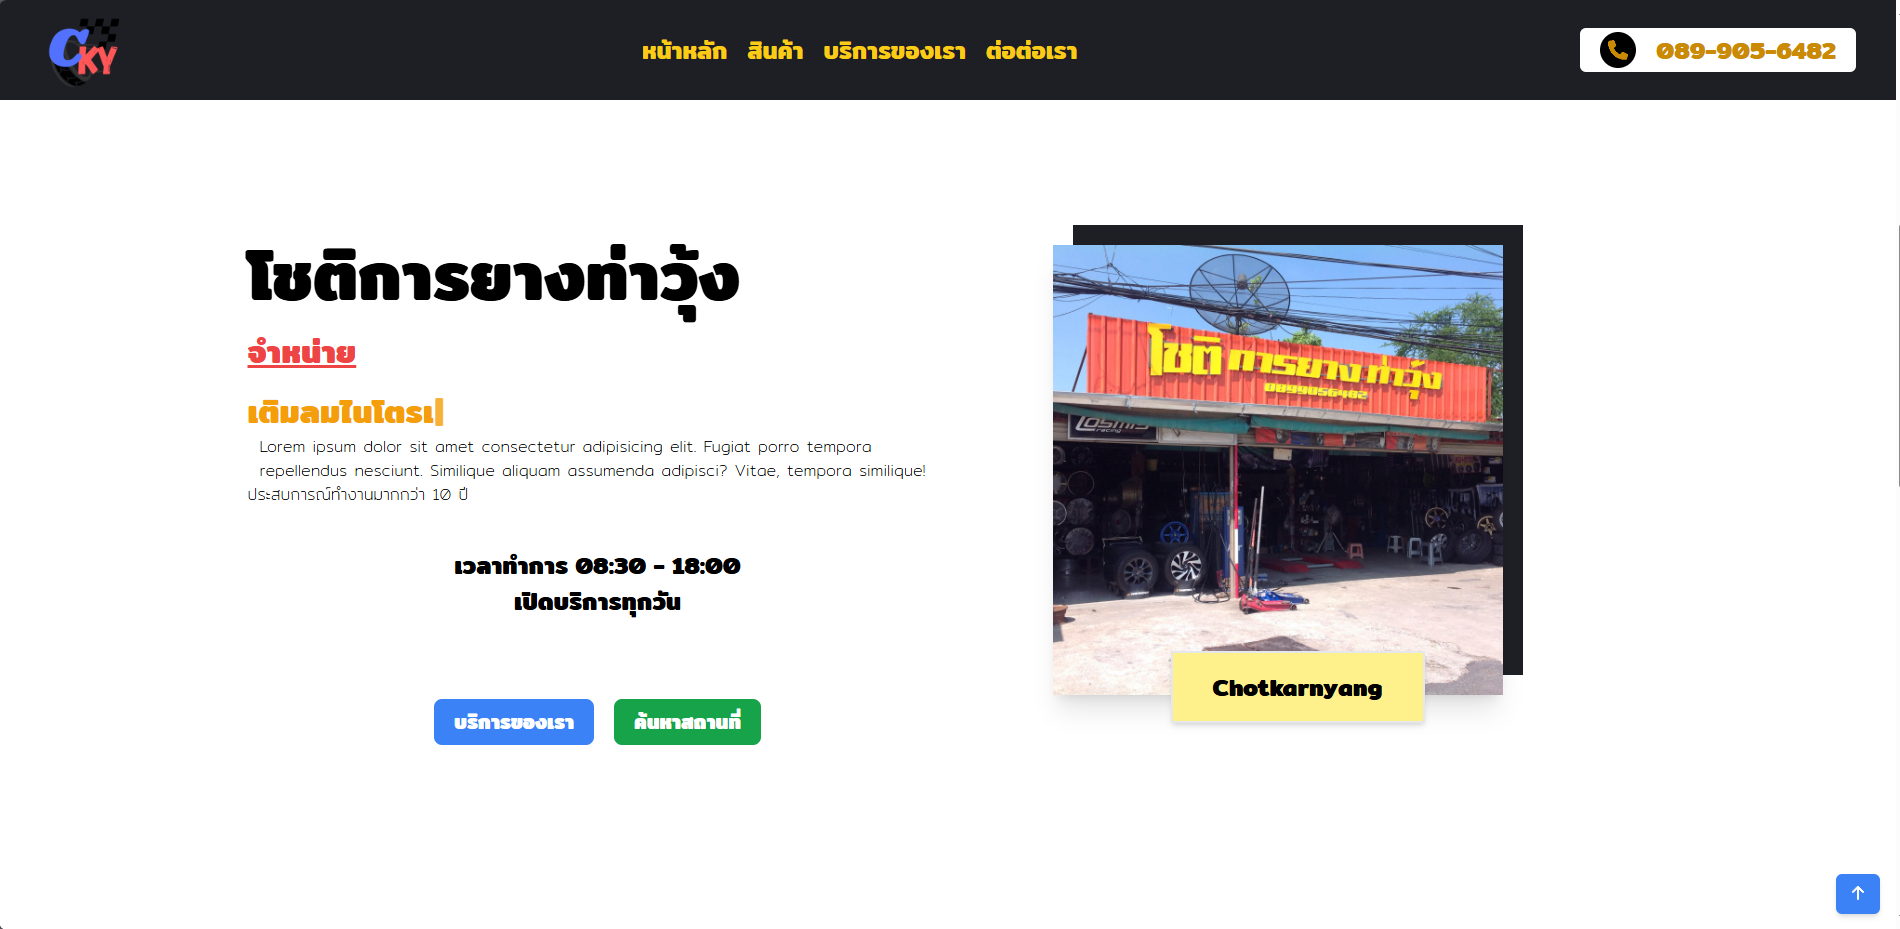 CKY
หน้าหลัก สินค้า บริการของเรา ต่อต่อเรา
089-905-6482
โชติการยางท่าวุ้ง
จำหน่าย
เติมลมไนโตรเ
Lorem ipsum dolor sit amet consectetur adipisicing elit. Fugiat porro tempora
repellendus nesciunt. Similique aliquam assumenda adipisci? Vitae, tempora similique!
ประสบการณ์ทำงานมากกว่า 10 ปี
เวลาทำการ 08:30 - 18:00
เปิดบริการทุกวัน
บริการของเรา ค้นหาสถานที่
โชติ การยาง ท่าวุ้ง
0899056482
COSMIS
racing
Chotkarnyang